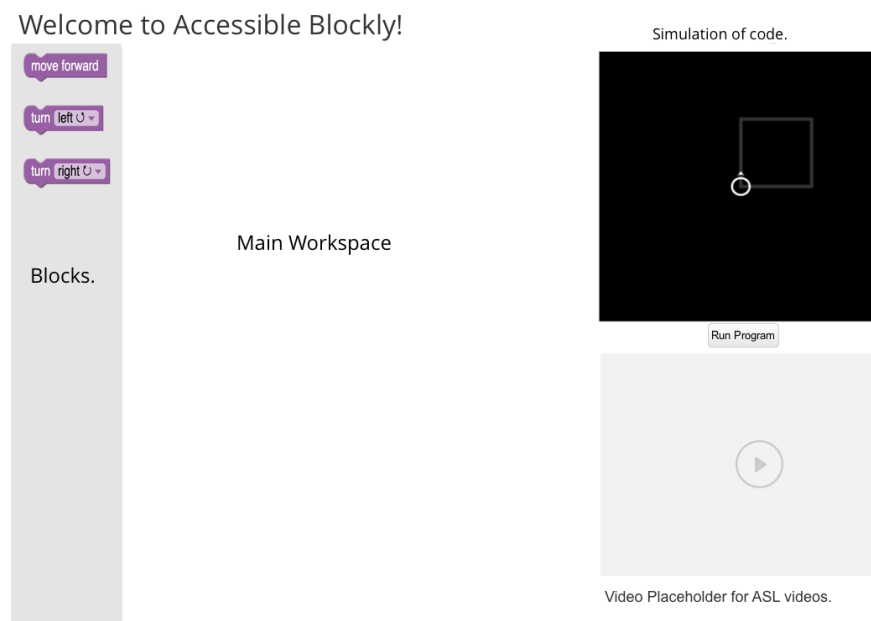 Welcome to Accessible Blockly!
move forward
turn left
turn right
Blocks.
Main Workspace
Simulation of code.
Run Program
Video Placeholder for ASL videos.